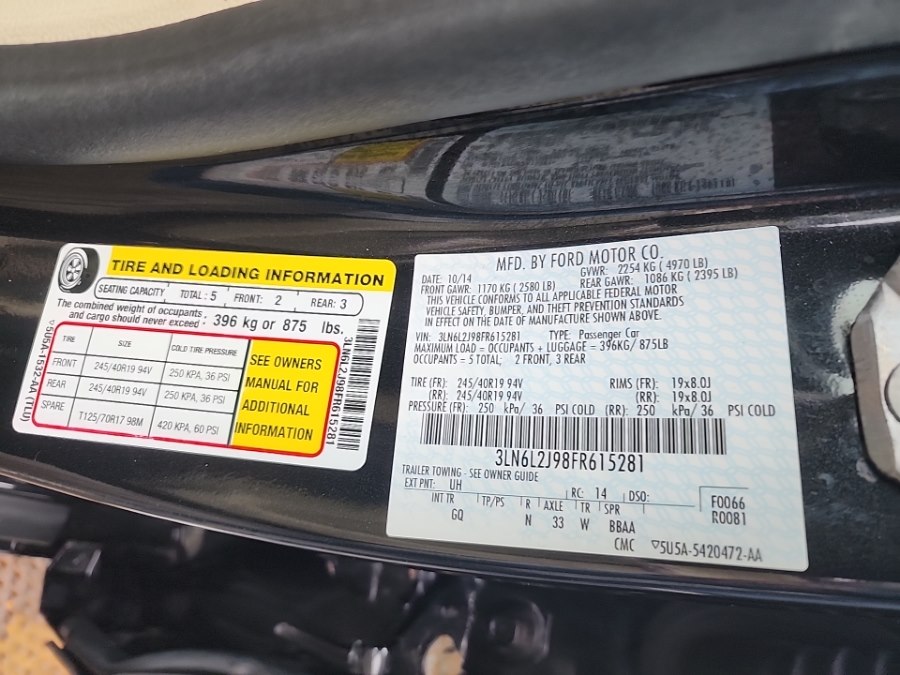 TIRE AND LOADING INFORMATION
SEATING CAPACITY TOTAL : 5 FRONT: 2 REAR: 3
The combined weight of occupants
and cargo should never exceed : 396 kg or 875 lbs.
TIRE SIZE COLD TIRE PRESSURE
FRONT 245/40R19 94V 250 KPA, 36 PSI
REAR 245/40R19 94V 250 KPA, 36 PSI
SPARE T125/70R17 98M 420 KPA, 60 PSI
SEE OWNERS
MANUAL FOR
ADDITIONAL
INFORMATION
5U5A-1532-AA
3LN6L2J98FR615281
MFD. BY FORD MOTOR CO.
DATE: 10/14 GVWR: 2254 KG ( 4970 LB)
FRONT GAWR: 1170 KG ( 2580 LB) REAR GAWR: 1086 KG ( 2395 LB)
THIS VEHICLE CONFORMS TO ALL APPLICABLE FEDERAL MOTOR
VEHICLE SAFETY, BUMPER, AND THEFT PREVENTION STANDARDS
IN EFFECT ON THE DATE OF MANUFACTURE SHOWN ABOVE.
VIN: 3LN6L2J98FR615281 TYPE: Passenger Car
MAXIMUM LOAD = OCCUPANTS + LUGGAGE = 396KG/ 875LB
OCCUPANTS = 5 TOTAL, 2 FRONT, 3 REAR
TIRE (FR): 245/40R19 94V RIMS (FR): 19x8.0J
(RR): 245/40R19 94V (RR): 19x8.0J
PRESSURE (FR): 250 kPa/ 36 PSI COLD (RR): 250 kPa/ 36 PSI COLD
3LN6L2J98FR615281
TRAILER TOWING - SEE OWNER GUIDE
EXT PNT: UH RC: 14 DSO: F0066
INT TR TP/PS R AXLE TR SPR R0081
GQ N 33 W BBAA
CMC ▽5U5A-5420472-AA